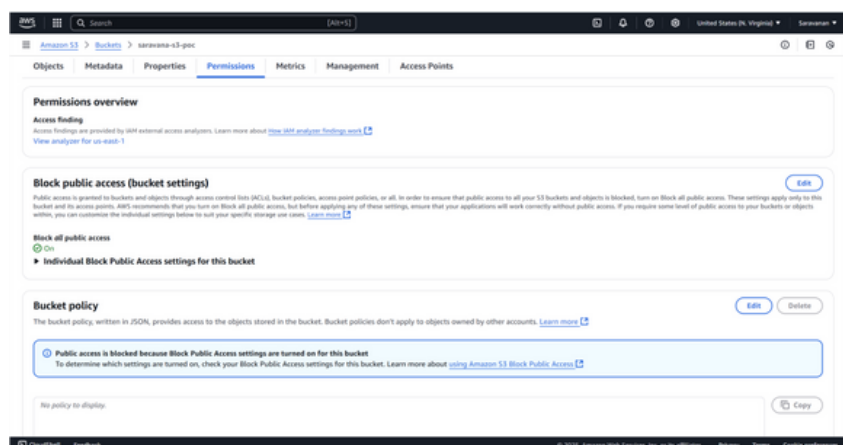 aws
Search
[Alt+S]
United States (N. Virginia)
Saravanan
Amazon S3 > Buckets > saravana-s3-poc
Objects Metadata Properties Permissions Metrics Management Access Points
Permissions overview
Access finding
Access findings are provided by IAM external access analyzers. Learn more about How IAM analyzer findings work
View analyzer for us-east-1
Block public access (bucket settings)
Edit
Public access is granted to buckets and objects through access control lists (ACLs), bucket policies, access point policies, or all. In order to ensure that public access to all your S3 buckets and objects is blocked, turn on Block all public access. These settings apply only to this
bucket and its access points. AWS recommends that you turn on Block all public access, but before applying any of these settings, ensure that your applications will work correctly without public access. If you require some level of public access to your buckets or objects
within, you can customize the individual settings below to suit your specific storage use cases. Learn more
Block all public access
On
Individual Block Public Access settings for this bucket
Bucket policy
Edit
Delete
The bucket policy, written in JSON, provides access to the objects stored in the bucket. Bucket policies don't apply to objects owned by other accounts. Learn more
Public access is blocked because Block Public Access settings are turned on for this bucket
To determine which settings are turned on, check your Block Public Access settings for this bucket. Learn more about using Amazon S3 Block Public Access
No policy to display.
Copy
CloudShell Feedback
Privacy Terms Cookie preferences